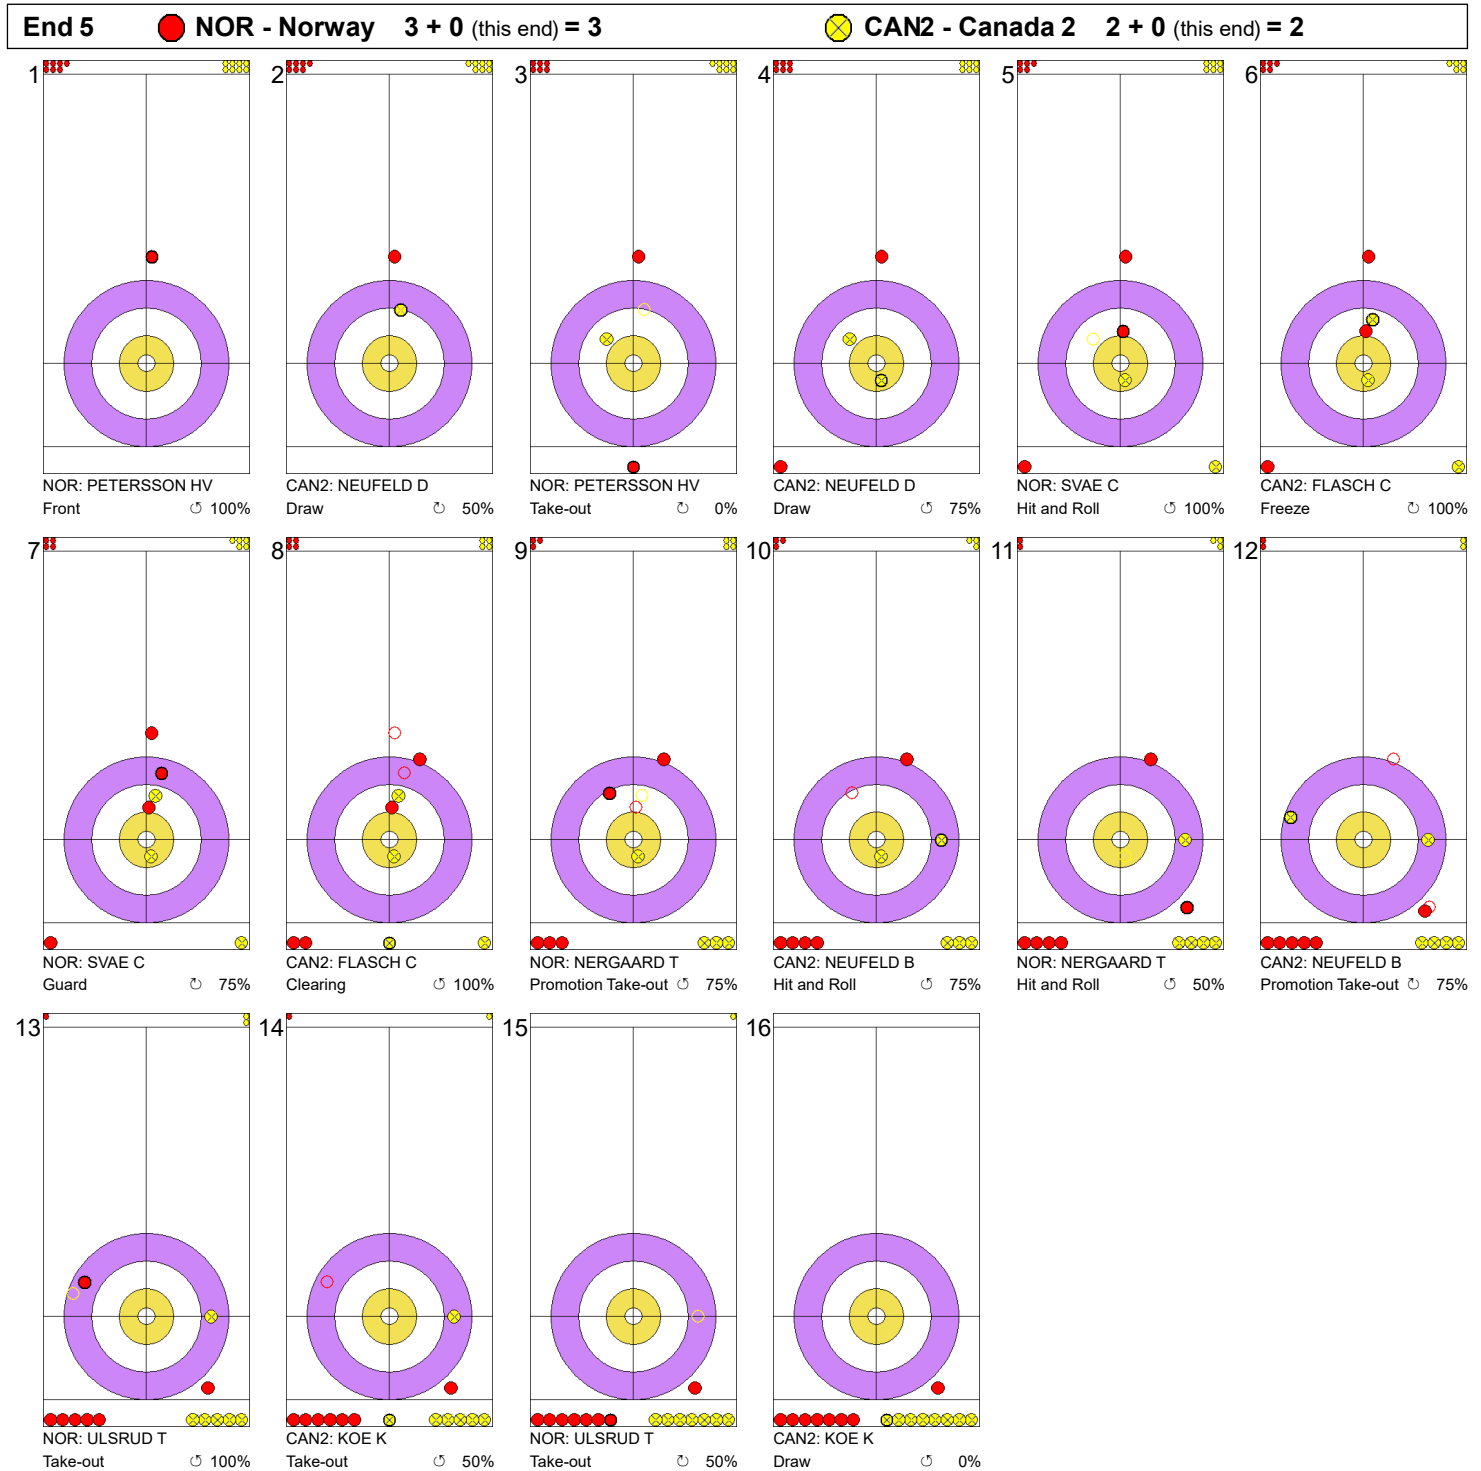 End 5 NOR - Norway 3 + 0 (this end) = 3 CAN2 - Canada 2 2 + 0 (this end) = 2
1 2 3 4 5 6
NOR: PETERSSON HV CAN2: NEUFELD D NOR: PETERSSON HV CAN2: NEUFELD D NOR: SVAE C CAN2: FLASCH C
Front ↺ 100% Draw ↻ 50% Take-out ↻ 0% Draw ↺ 75% Hit and Roll ↺ 100% Freeze ↻ 100%
7 8 9 10 11 12
NOR: SVAE C CAN2: FLASCH C NOR: NERGAARD T CAN2: NEUFELD B NOR: NERGAARD T CAN2: NEUFELD B
Guard ↻ 75% Clearing ↺ 100% Promotion Take-out ↺ 75% Hit and Roll ↺ 75% Hit and Roll ↺ 50% Promotion Take-out ↻ 75%
13 14 15 16
NOR: ULSRUD T CAN2: KOE K NOR: ULSRUD T CAN2: KOE K
Take-out ↺ 100% Take-out ↺ 50% Take-out ↻ 50% Draw ↺ 0%